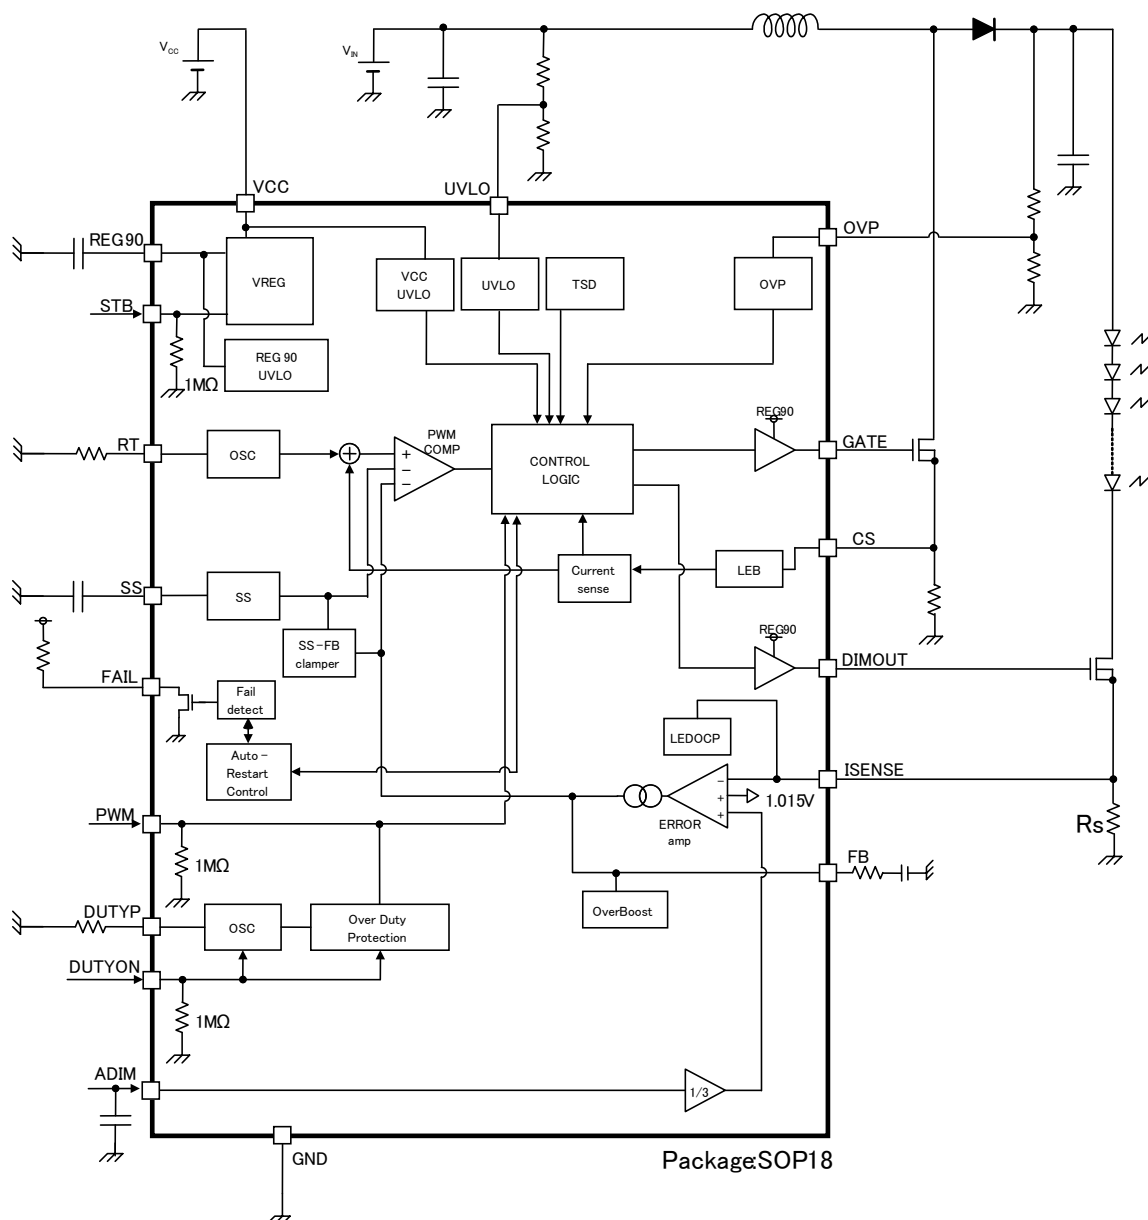 VCC
VIN
VCC
UVLO
REG90
OVP
VREG
VCC
UVLO
UVLO
TSD
OVP
STB
REG 90
UVLO
1MΩ
REG90
RT
OSC
PWM
COMP
+
−
−
CONTROL
LOGIC
GATE
CS
SS
SS
Current
sense
LEB
SS-FB
clamper
REG90
DIMOUT
FAIL
Fail
detect
LEDOCP
Auto-
Restart
Control
ISENSE
−
+
+
1.015V
ERROR
amp
Rs
PWM
1MΩ
FB
OverBoost
DUTYP
OSC
Over Duty
Protection
DUTYON
1MΩ
ADIM
1/3
GND
Package:SOP18